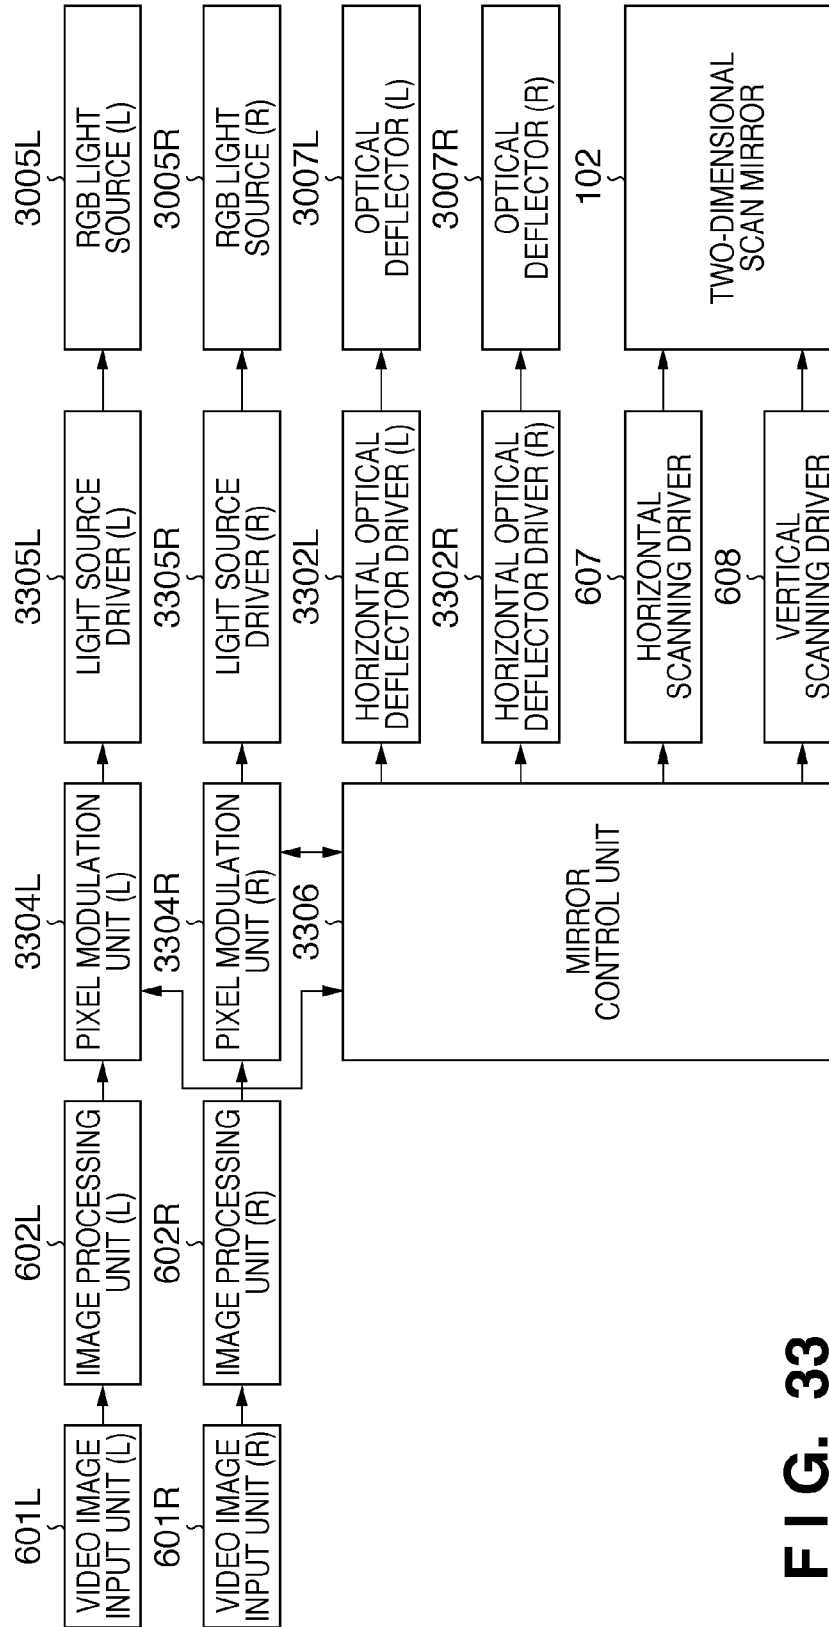 FIG. 33
601L
VIDEO IMAGE
INPUT UNIT (L)
602L
IMAGE PROCESSING
UNIT (L)
3304L
PIXEL MODULATION
UNIT (L)
3305L
LIGHT SOURCE
DRIVER (L)
3005L
RGB LIGHT
SOURCE (L)
601R
VIDEO IMAGE
INPUT UNIT (R)
602R
IMAGE PROCESSING
UNIT (R)
3304R
PIXEL MODULATION
UNIT (R)
3305R
LIGHT SOURCE
DRIVER (R)
3005R
RGB LIGHT
SOURCE (R)
3306
MIRROR
CONTROL UNIT
3302L
HORIZONTAL OPTICAL
DEFLECTOR DRIVER (L)
3007L
OPTICAL
DEFLECTOR (L)
3302R
HORIZONTAL OPTICAL
DEFLECTOR DRIVER (R)
3007R
OPTICAL
DEFLECTOR (R)
607
HORIZONTAL
SCANNING DRIVER
102
TWO-DIMENSIONAL
SCAN MIRROR
608
VERTICAL
SCANNING DRIVER